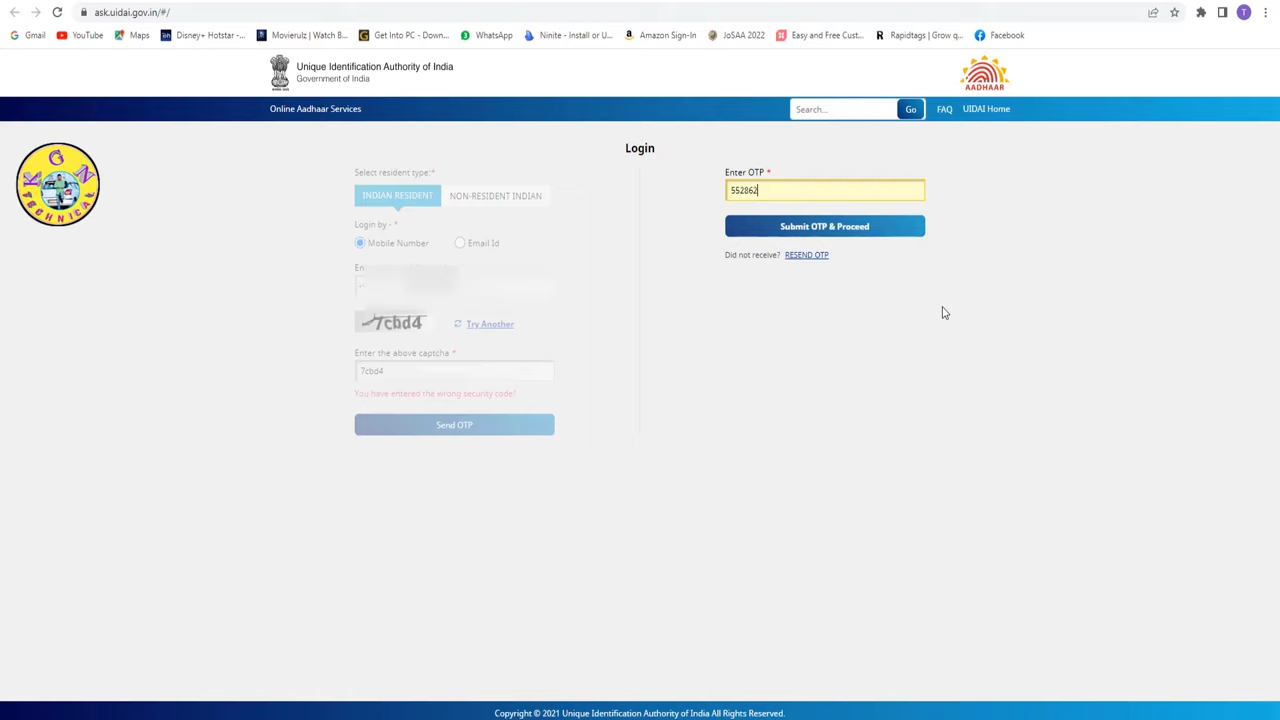 ask.uidai.gov.in/#/
T
Gmail YouTube Maps Disney+ Hotstar -... Movierulz | Watch B... Get Into PC - Down... WhatsApp Ninite - Install or U... Amazon Sign-In JoSAA 2022 Easy and Free Cust... Rapidtags | Grow q... Facebook
Unique Identification Authority of India
Government of India
AADHAAR
Online Aadhaar Services Search... Go FAQ UIDAI Home
KGN
TECHNICAL
Login
Select resident type:*
INDIAN RESIDENT NON-RESIDENT INDIAN
Login by - *
Mobile Number Email Id
En
7cbd4 Try Another
Enter the above captcha *
7cbd4
You have entered the wrong security code!
Send OTP
Enter OTP *
552862
Submit OTP & Proceed
Did not receive? RESEND OTP
Copyright © 2021 Unique Identification Authority of India All Rights Reserved.